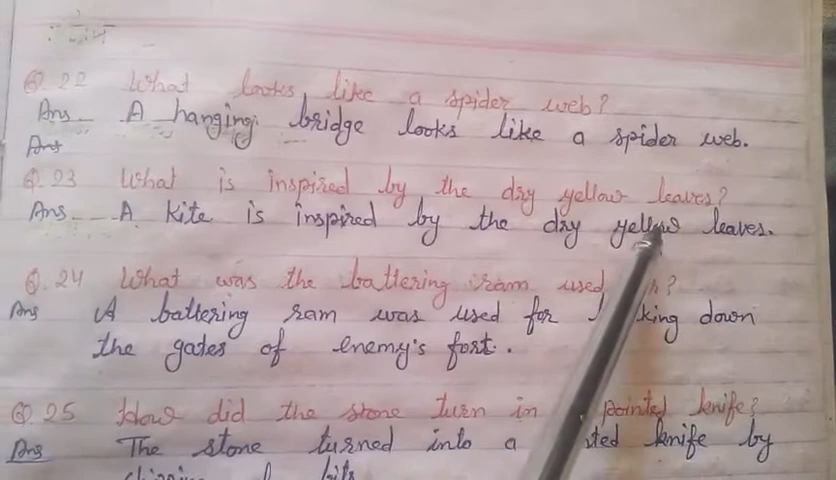 Q.22 What looks like a spider web?
Ans - A hanging bridge looks like a spider web.
Ans
Q.23 What is inspired by the dry yellow leaves?
Ans - A kite is inspired by the dry yellow leaves.
Q.24 What was the battering ram used ?
Ans A battering ram was used for down
the gates of enemy's fort.
Q.25 How did the stone turn in pointed knife?
Ans The stone turned into a knife by